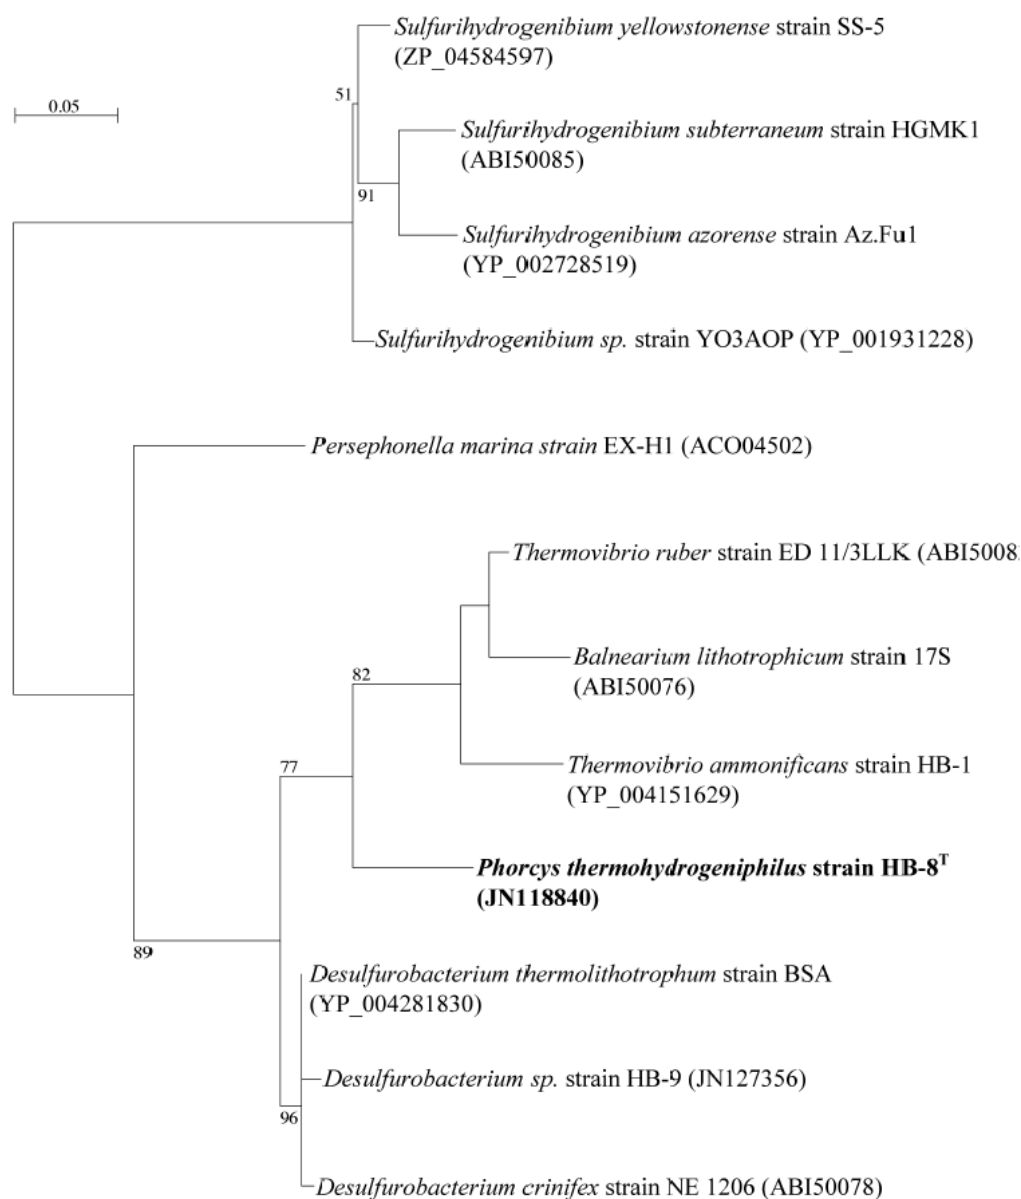 Sulfurihydrogenibium yellowstonense strain SS-5
(ZP_04584597)
51
0.05
Sulfurihydrogenibium subterraneum strain HGMK1
(ABI50085)
91
Sulfurihydrogenibium azorense strain Az.Fu1
(YP_002728519)
Sulfurihydrogenibium sp. strain YO3AOP (YP_001931228)
Persephonella marina strain EX-H1 (ACO04502)
Thermovibrio ruber strain ED 11/3LLK
Balnearium lithotrophicum strain 17S
82
(ABI50076)
77
Thermovibrio ammonificans strain HB-1
(YP_004151629)
Phorcys thermohydrogeniphilus strain HB-8T
(JN118840)
89
Desulfurobacterium thermolithotrophum strain BSA
(YP_004281830)
Desulfurobacterium sp. strain HB-9 (JN127356)
96
Desulfurobacterium crinifex strain NE 1206 (ABI50078)